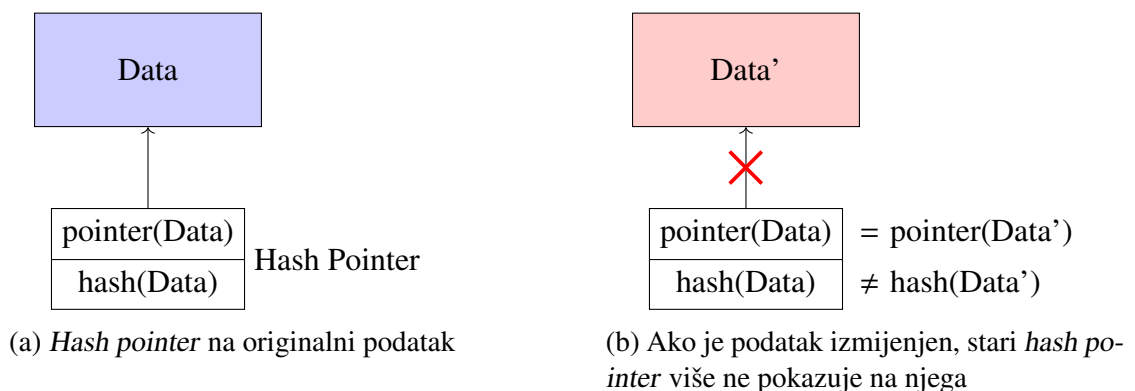 Data
pointer(Data)
hash(Data)
Hash Pointer
(a) Hash pointer na originalni podatak
Data’
pointer(Data) = pointer(Data’)
hash(Data) ≠ hash(Data’)
(b) Ako je podatak izmijenjen, stari hash po-
inter više ne pokazuje na njega